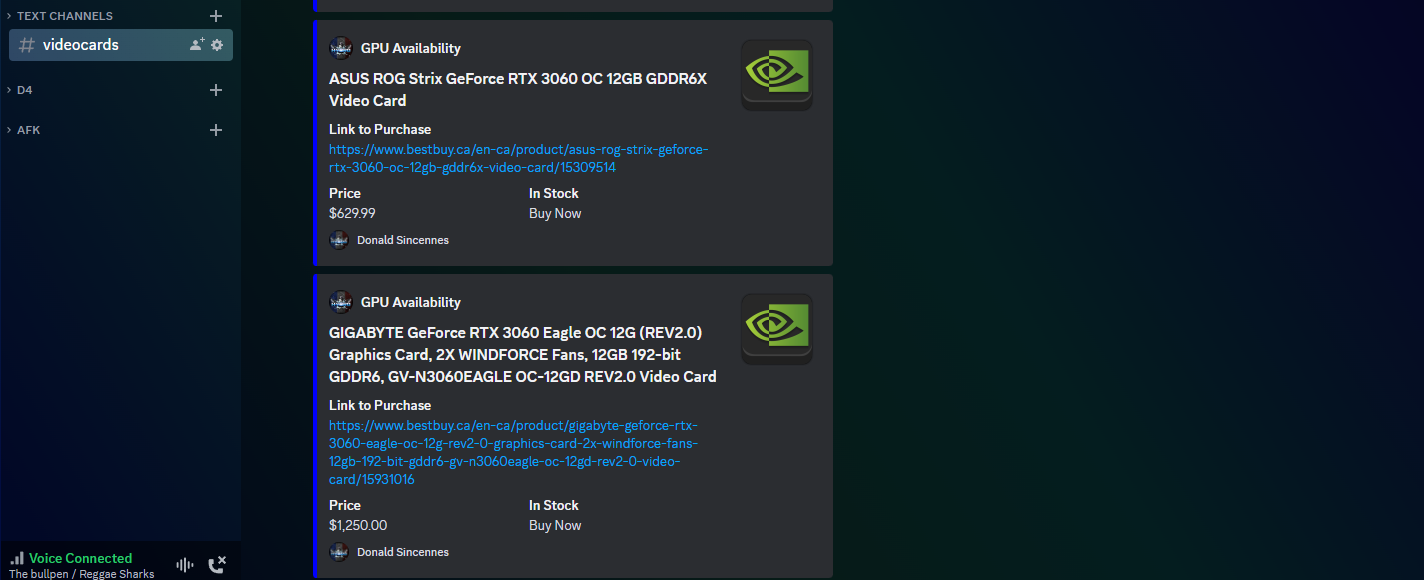 TEXT CHANNELS
videocards
D4
AFK
GPU Availability
ASUS ROG Strix GeForce RTX 3060 OC 12GB GDDR6X
Video Card
Link to Purchase
https://www.bestbuy.ca/en-ca/product/asus-rog-strix-geforce-
rtx-3060-oc-12gb-gddr6x-video-card/15309514
Price
In Stock
$629.99
Buy Now
Donald Sincennes
GPU Availability
GIGABYTE GeForce RTX 3060 Eagle OC 12G (REV2.0)
Graphics Card, 2X WINDFORCE Fans, 12GB 192-bit
GDDR6, GV-N3060EAGLE OC-12GD REV2.0 Video Card
Link to Purchase
https://www.bestbuy.ca/en-ca/product/gigabyte-geforce-rtx-
3060-eagle-oc-12g-rev2-0-graphics-card-2x-windforce-fans-
12gb-192-bit-gddr6-gv-n3060eagle-oc-12gd-rev2-0-video-
card/15931016
Price
In Stock
$1,250.00
Buy Now
Donald Sincennes
Voice Connected
The bullpen / Reggae Sharks